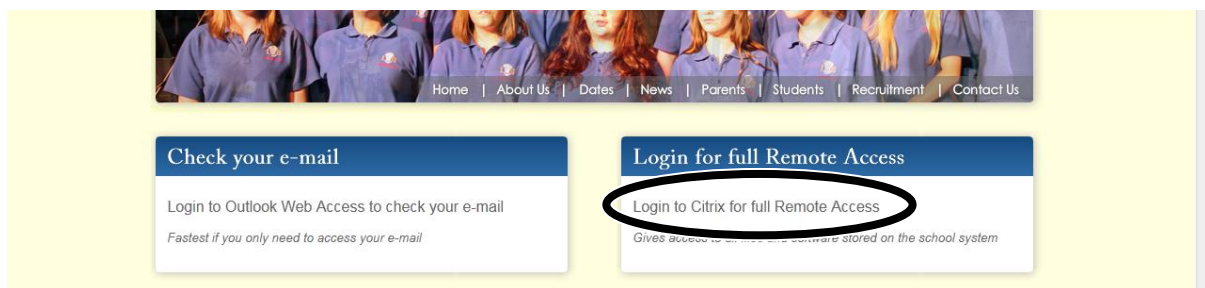 Home | About Us | Dates | News | Parents | Students | Recruitment | Contact Us
Check your e-mail
Login to Outlook Web Access to check your e-mail
Fastest if you only need to access your e-mail
Login for full Remote Access
Login to Citrix for full Remote Access
Gives access to all files and software stored on the school system